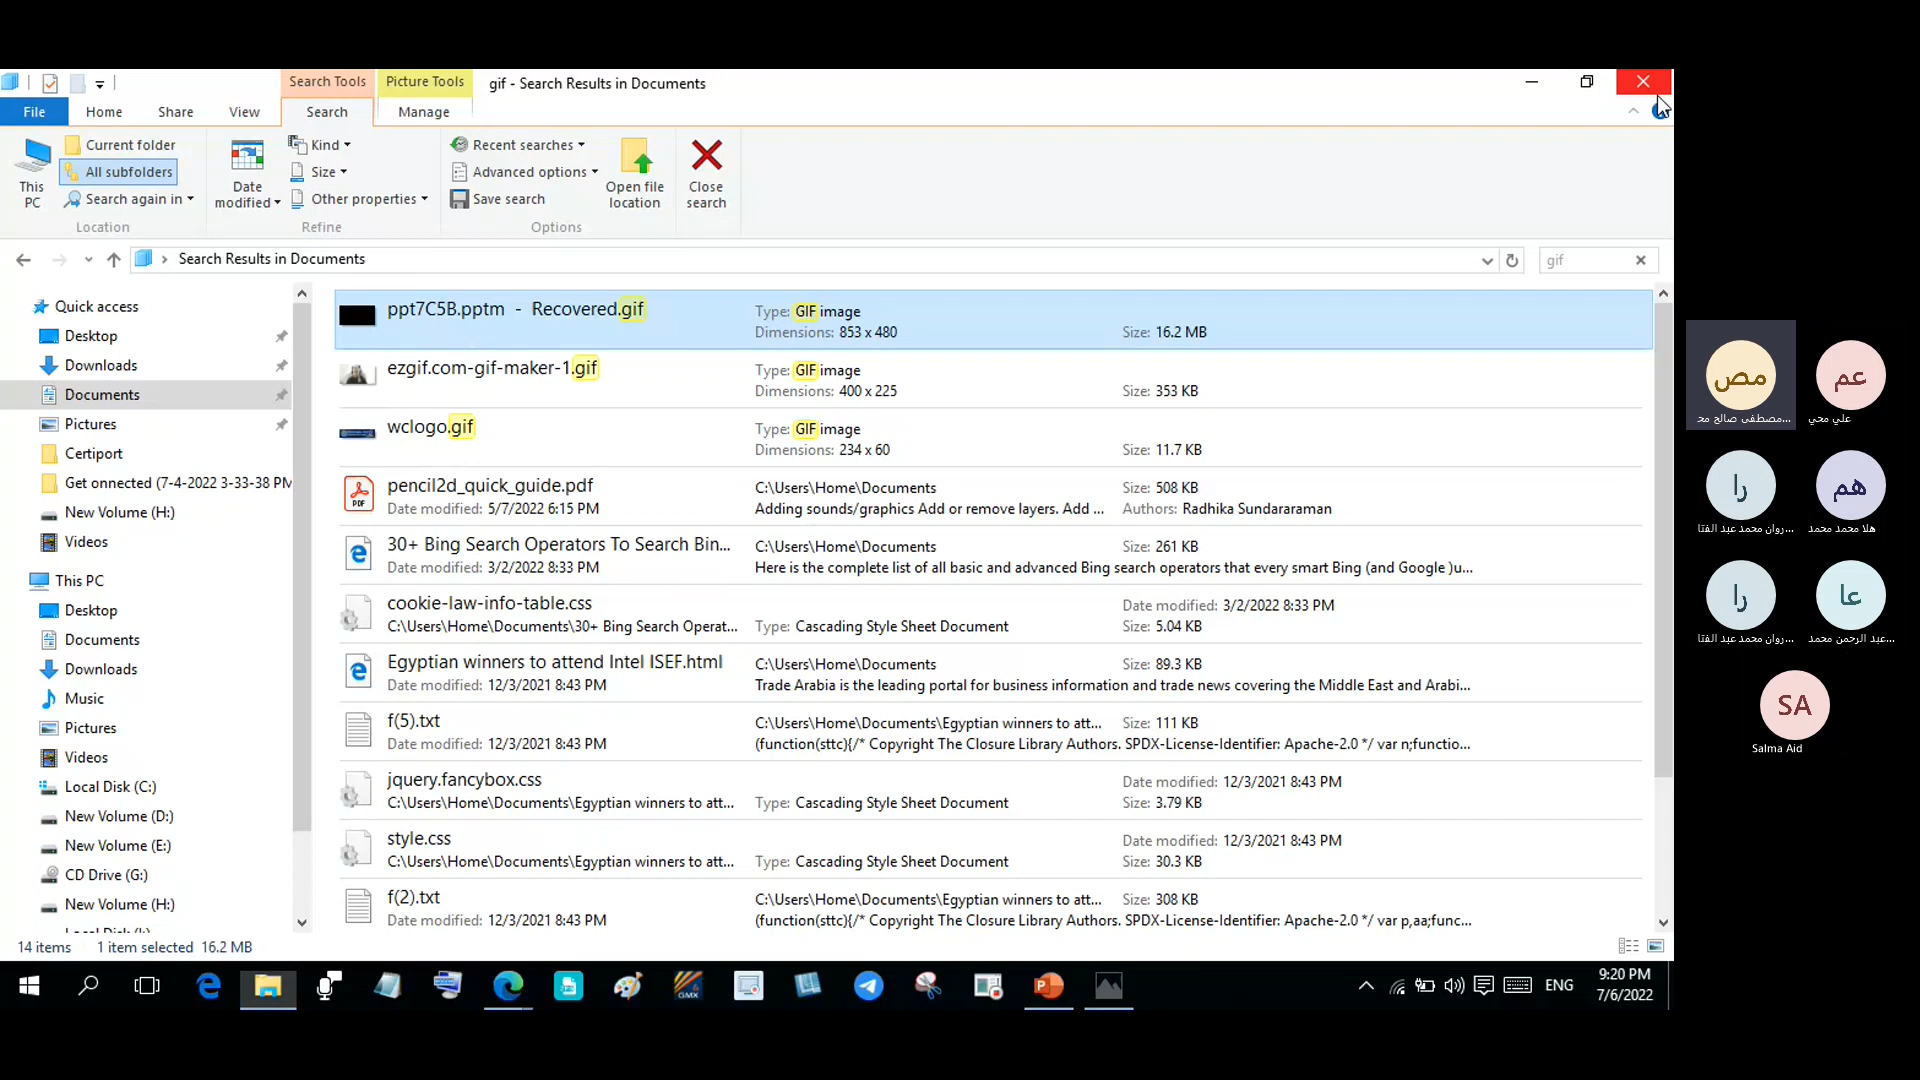 Search Tools
Picture Tools
gif - Search Results in Documents
File
Home
Share
View
Search
Manage
This PC
Current folder
All subfolders
Search again in
Location
Date modified
Kind
Size
Other properties
Refine
Recent searches
Advanced options
Save search
Options
Open file location
Close search
Search Results in Documents
gif
Quick access
Desktop
Downloads
Documents
Pictures
Certiport
Get onnected (7-4-2022 3-33-38 PM
New Volume (H:)
Videos
This PC
Desktop
Documents
Downloads
Music
Pictures
Videos
Local Disk (C:)
New Volume (D:)
New Volume (E:)
CD Drive (G:)
New Volume (H:)
ppt7C5B.pptm - Recovered.gif
Type: GIF image
Dimensions: 853 x 480
Size: 16.2 MB
ezgif.com-gif-maker-1.gif
Type: GIF image
Dimensions: 400 x 225
Size: 353 KB
wclogo.gif
Type: GIF image
Dimensions: 234 x 60
Size: 11.7 KB
PDF
pencil2d_quick_guide.pdf
C:\Users\Home\Documents
Size: 508 KB
Date modified: 5/7/2022 6:15 PM
Adding sounds/graphics Add or remove layers. Add ...
Authors: Radhika Sundararaman
30+ Bing Search Operators To Search Bin...
C:\Users\Home\Documents
Size: 261 KB
Date modified: 3/2/2022 8:33 PM
Here is the complete list of all basic and advanced Bing search operators that every smart Bing (and Google )u...
cookie-law-info-table.css
Date modified: 3/2/2022 8:33 PM
C:\Users\Home\Documents\30+ Bing Search Operat...
Type: Cascading Style Sheet Document
Size: 5.04 KB
Egyptian winners to attend Intel ISEF.html
C:\Users\Home\Documents
Size: 89.3 KB
Date modified: 12/3/2021 8:43 PM
Trade Arabia is the leading portal for business information and trade news covering the Middle East and Arabi...
f(5).txt
C:\Users\Home\Documents\Egyptian winners to att...
Size: 111 KB
Date modified: 12/3/2021 8:43 PM
(function(sttc){/* Copyright The Closure Library Authors. SPDX-License-Identifier: Apache-2.0 */ var n;functio...
jquery.fancybox.css
Date modified: 12/3/2021 8:43 PM
C:\Users\Home\Documents\Egyptian winners to att...
Type: Cascading Style Sheet Document
Size: 3.79 KB
style.css
Date modified: 12/3/2021 8:43 PM
C:\Users\Home\Documents\Egyptian winners to att...
Type: Cascading Style Sheet Document
Size: 30.3 KB
f(2).txt
C:\Users\Home\Documents\Egyptian winners to att...
Size: 308 KB
Date modified: 12/3/2021 8:43 PM
(function(sttc){/* Copyright The Closure Library Authors. SPDX-License-Identifier: Apache-2.0 */ var p,aa;func...
14 items
1 item selected 16.2 MB
GMX
ENG
9:20 PM
7/6/2022
مص
مصطفى صالح مح...
عم
علي محي
را
روان محمد عبد الفتا...
هم
هلا محمد محمد
را
روان محمد عبد الفتا...
عا
عبد الرحمن محمد...
SA
Salma Aid